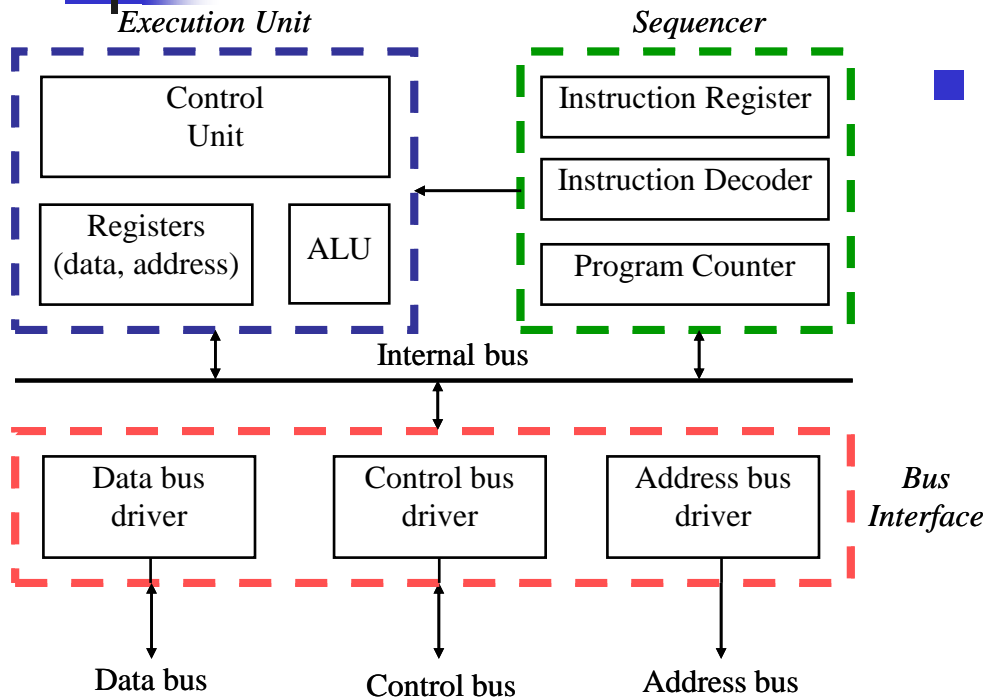 Execution Unit
Sequencer
Control
Unit
Registers
(data, address)
ALU
Instruction Register
Instruction Decoder
Program Counter
Internal bus
Data bus
driver
Control bus
driver
Address bus
driver
Bus
Interface
Data bus
Control bus
Address bus